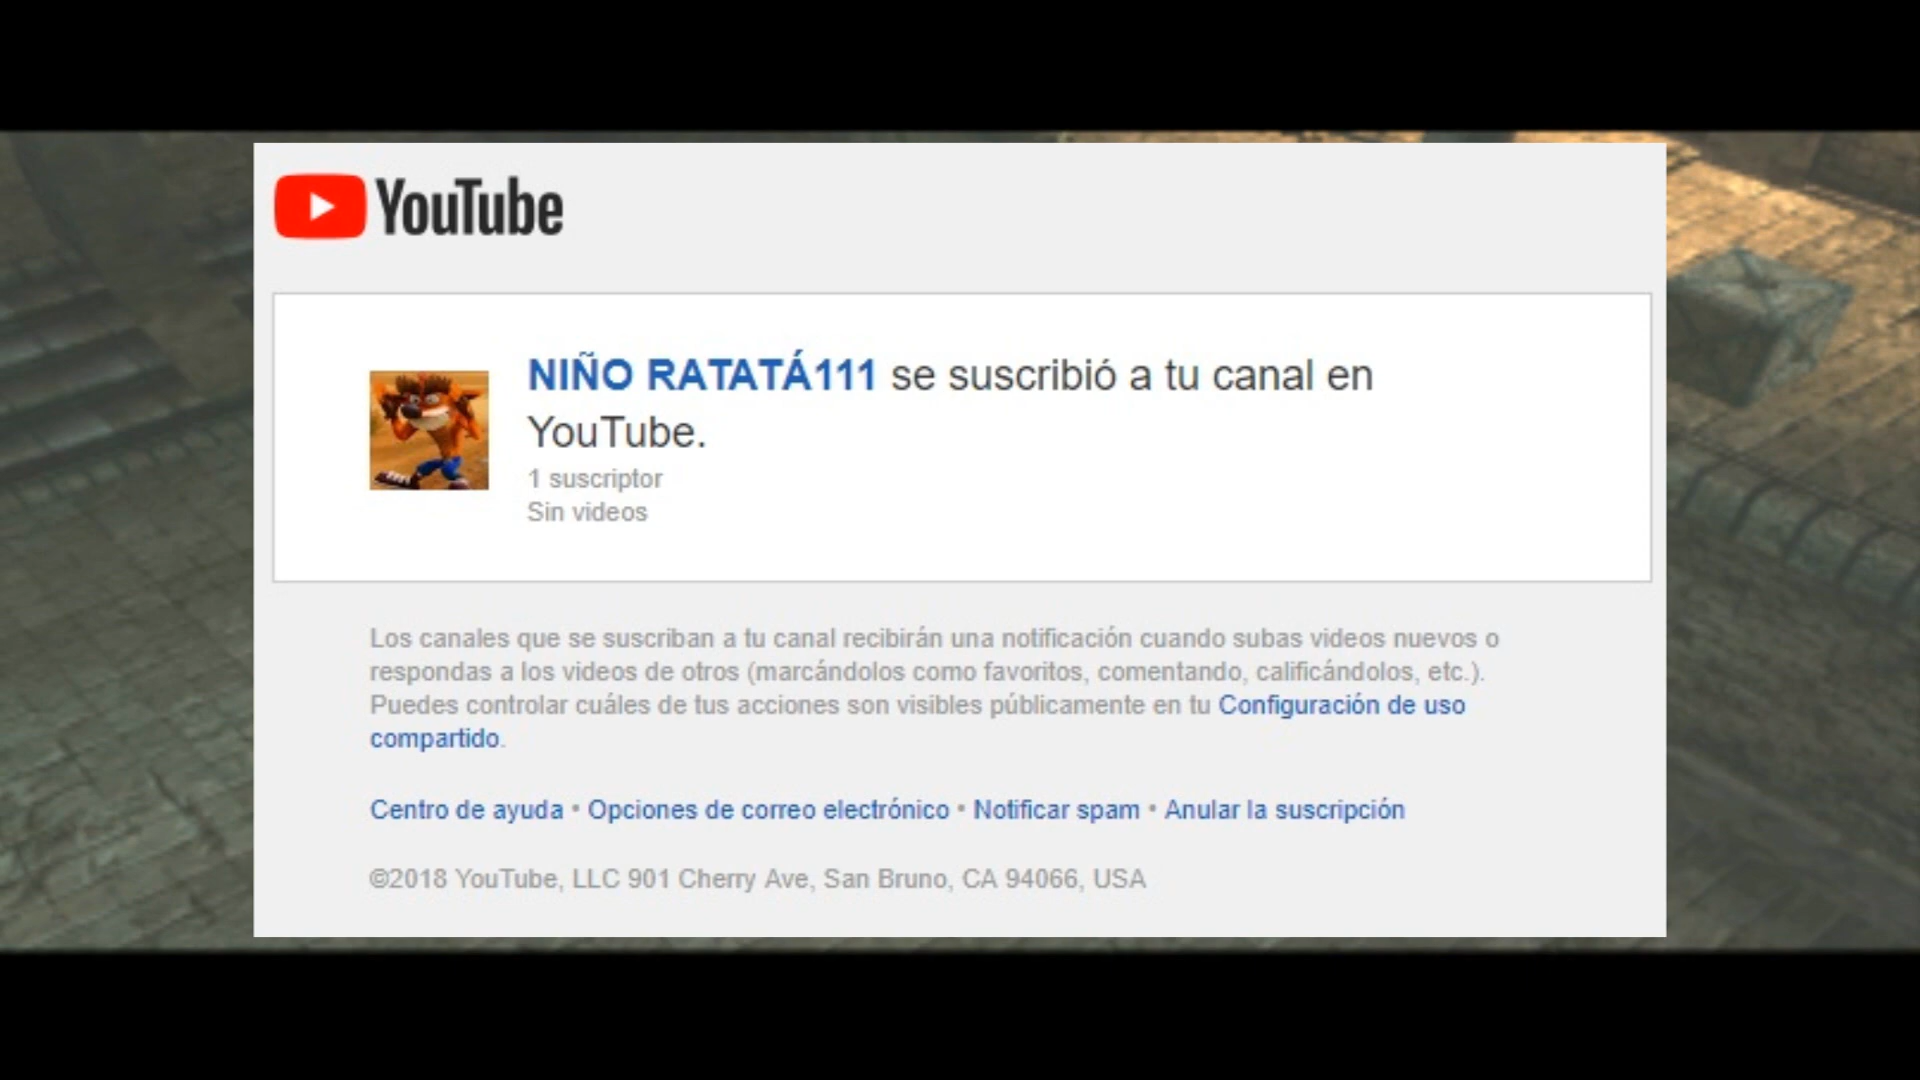 YouTube
NIÑO RATATÁ111 se suscribió a tu canal en
YouTube.
1 suscriptor
Sin videos
Los canales que se suscriban a tu canal recibirán una notificación cuando subas videos nuevos o
respondas a los videos de otros (marcándolos como favoritos, comentando, calificándolos, etc.).
Puedes controlar cuáles de tus acciones son visibles públicamente en tu Configuración de uso
compartido.
Centro de ayuda • Opciones de correo electrónico • Notificar spam • Anular la suscripción
©2018 YouTube, LLC 901 Cherry Ave, San Bruno, CA 94066, USA